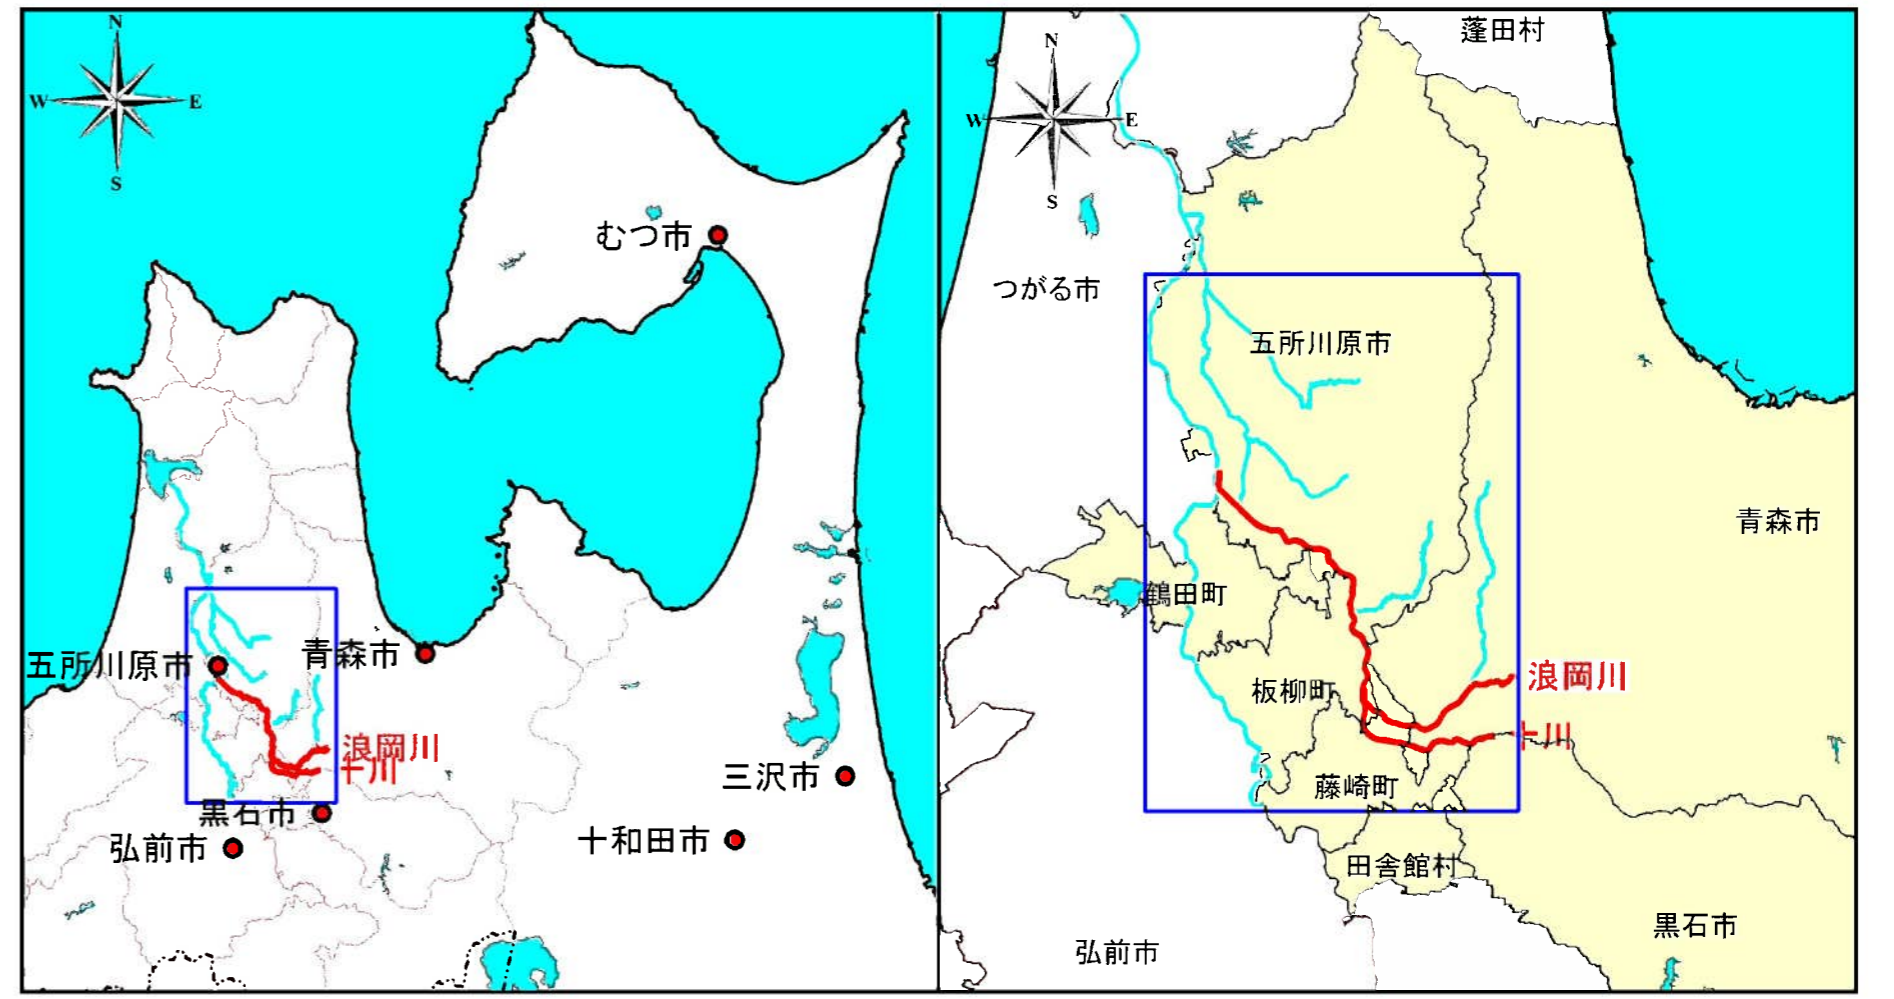 N
W
E
S
むつ市
五所川原市
青森市
浪岡川
十川
黒石市
弘前市
三沢市
十和田市
N
W
E
S
蓬田村
つがる市
五所川原市
青森市
鶴田町
板柳町
浪岡川
十川
藤崎町
田舎館村
黒石市
弘前市